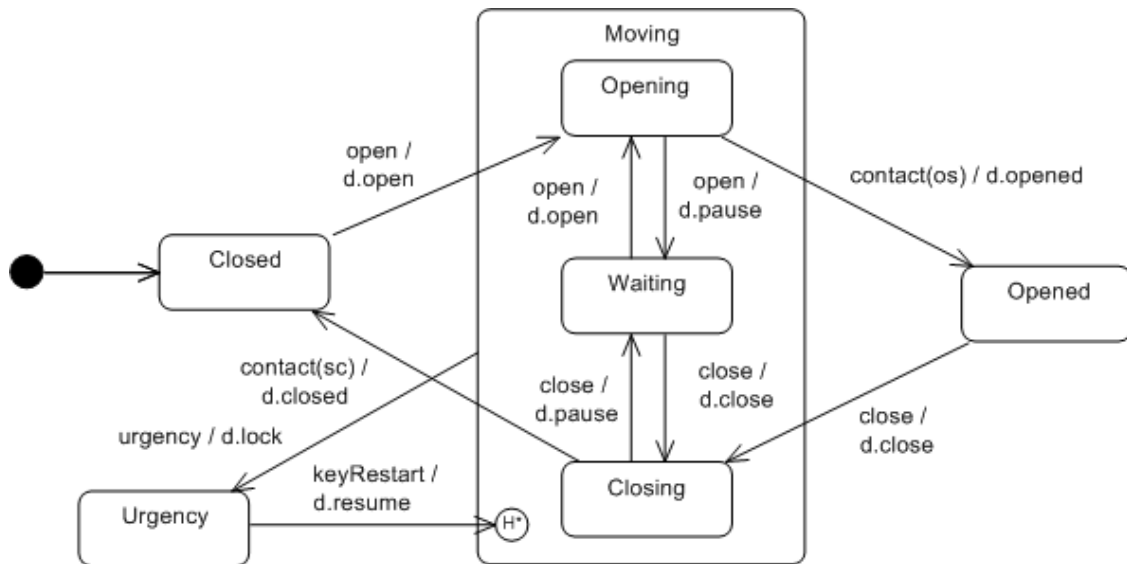 Moving
Opening
open /
d.open
open /
d.open
open /
d.pause
contact(os) / d.opened
Closed
Waiting
Opened
contact(sc) /
d.closed
close /
d.pause
close /
d.close
close /
d.close
urgency / d.lock
keyRestart /
d.resume
Urgency
H*
Closing